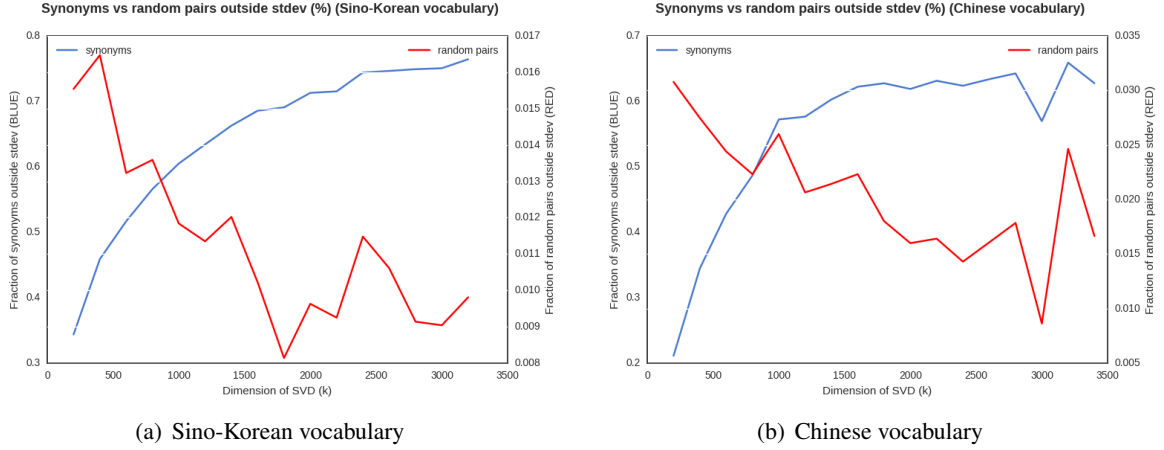 Synonyms vs random pairs outside stdev (%) (Sino-Korean vocabulary)
synonyms
random pairs
Fraction of synonyms outside stdev (BLUE)
0.8
0.7
0.6
0.5
0.4
0.3
0.017
0.016
0.015
0.014
0.013
0.012
0.011
0.010
0.009
0.008
Fraction of random pairs outside stdev (RED)
0 500 1000 1500 2000 2500 3000 3500
Dimension of SVD (k)
(a) Sino-Korean vocabulary
Synonyms vs random pairs outside stdev (%) (Chinese vocabulary)
synonyms
random pairs
Fraction of synonyms outside stdev (BLUE)
0.7
0.6
0.5
0.4
0.3
0.2
0.035
0.030
0.025
0.020
0.015
0.010
0.005
Fraction of random pairs outside stdev (RED)
0 500 1000 1500 2000 2500 3000 3500
Dimension of SVD (k)
(b) Chinese vocabulary